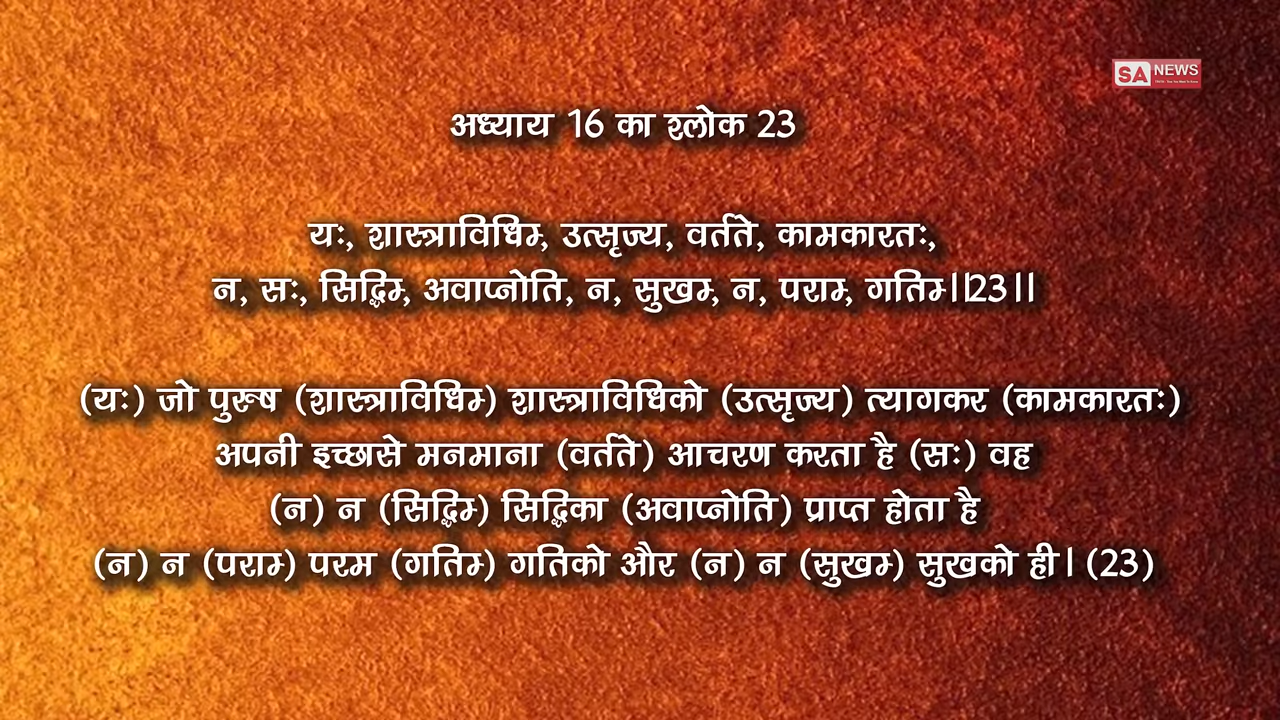 SA NEWS
अध्याय 16 का श्लोक 23
यः, शास्त्राविधिम्, उत्सृज्य, वर्तते, कामकारतः,
न, सः, सिद्धिम्, अवाप्नोति, न, सुखम्, न, पराम्, गतिम्।।23।।
(यः) जो पुरूष (शास्त्राविधिम्) शास्त्राविधिको (उत्सृज्य) त्यागकर (कामकारतः)
अपनी इच्छासे मनमाना (वर्तते) आचरण करता है (सः) वह
(न) न (सिद्धिम्) सिद्धिका (अवाप्नोति) प्राप्त होता है
(न) न (पराम्) परम (गतिम्) गतिको और (न) न (सुखम्) सुखको ही। (23)